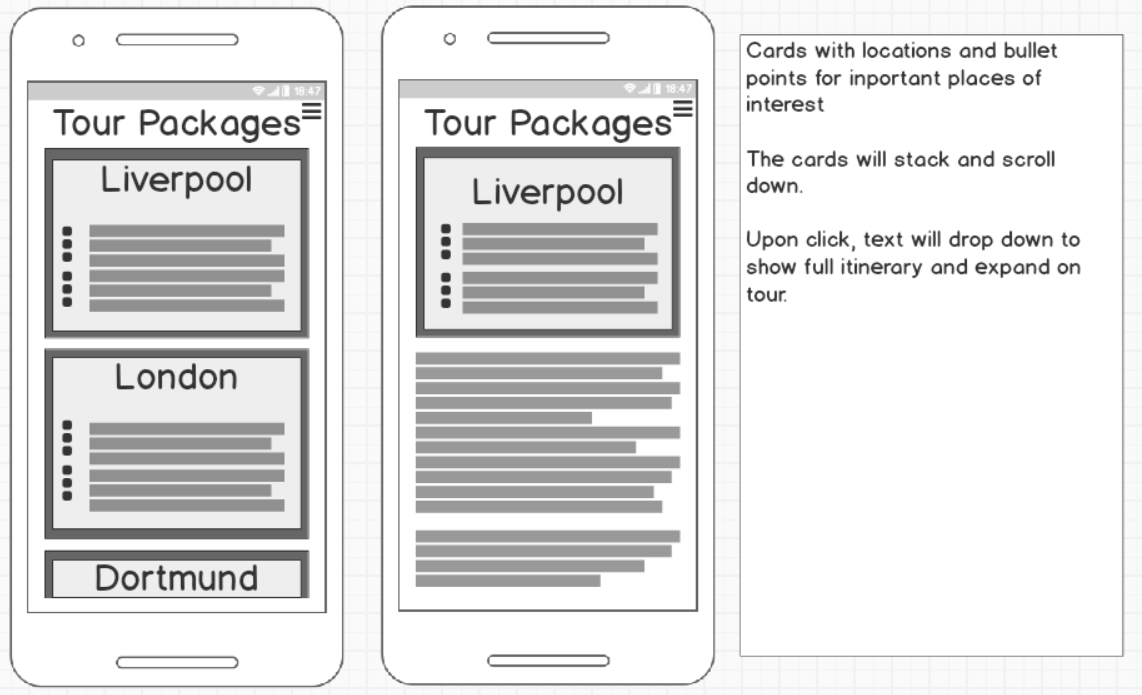 18:47
Tour Packages
Liverpool
London
Dortmund
18:47
Tour Packages
Liverpool
Cards with locations and bullet
points for inportant places of
interest
The cards will stack and scroll
down.
Upon click, text will drop down to
show full itinerary and expand on
tour.